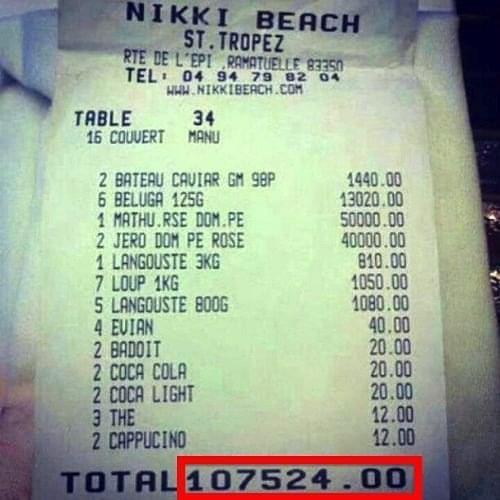 NIKKI BEACH
ST.TROPEZ
RTE DE L'EPI ,RAMATUELLE 83350
TEL: 04 94 79 82 04
WWW.NIKKIBEACH.COM
TABLE 34
16 COUVERT MANU
2 BATEAU CAVIAR GM 98P 1440.00
6 BELUGA 125G 13020.00
1 MATHU.RSE DOM.PE 50000.00
2 JERO DOM PE ROSE 40000.00
1 LANGOUSTE 3KG 810.00
7 LOUP 1KG 1050.00
5 LANGOUSTE 800G 1080.00
4 EVIAN 40.00
2 BADOIT 20.00
2 COCA COLA 20.00
2 COCA LIGHT 20.00
3 THE 12.00
2 CAPPUCINO 12.00
TOTAL 107524.00